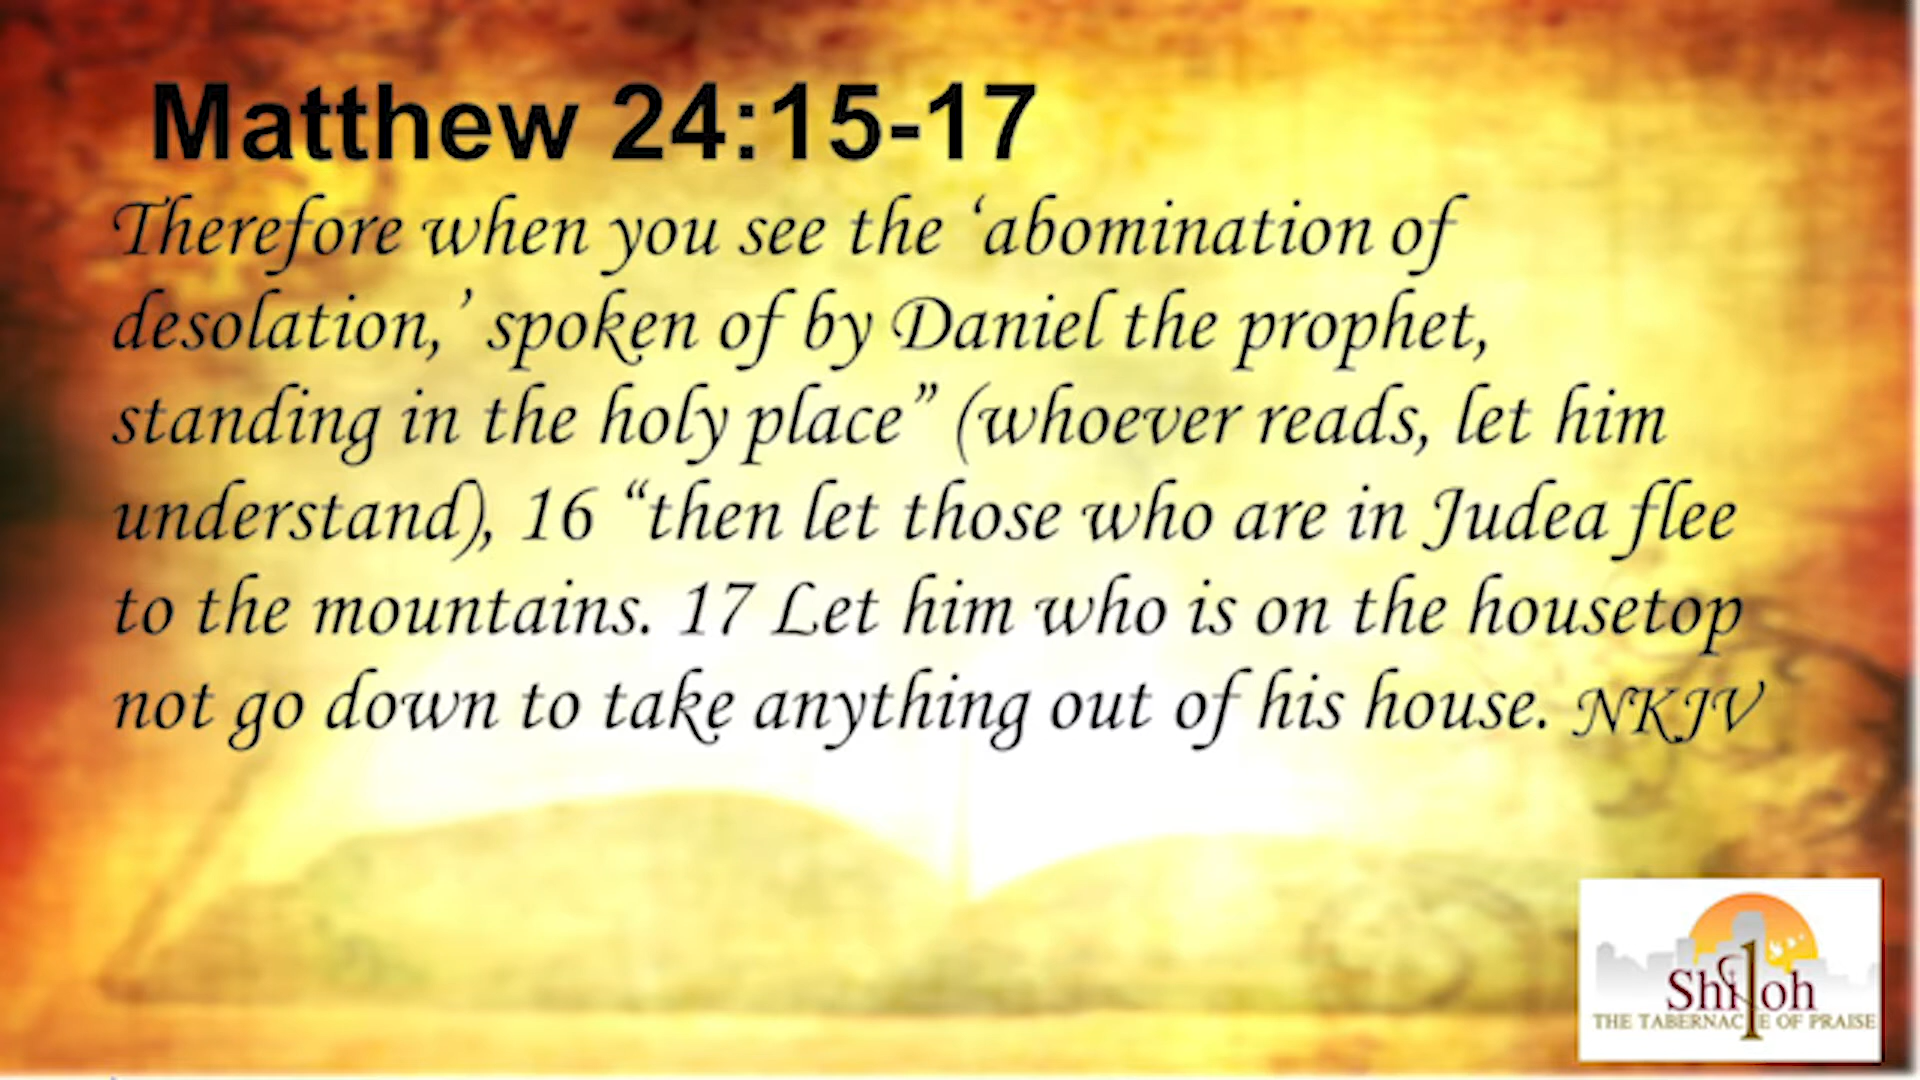 Matthew 24:15-17
Therefore when you see the ‘abomination of
desolation,’ spoken of by Daniel the prophet,
standing in the holy place” (whoever reads, let him
understand), 16 “then let those who are in Judea flee
to the mountains. 17 Let him who is on the housetop
not go down to take anything out of his house. NKJV
Shiloh
THE TABERNACLE OF PRAISE